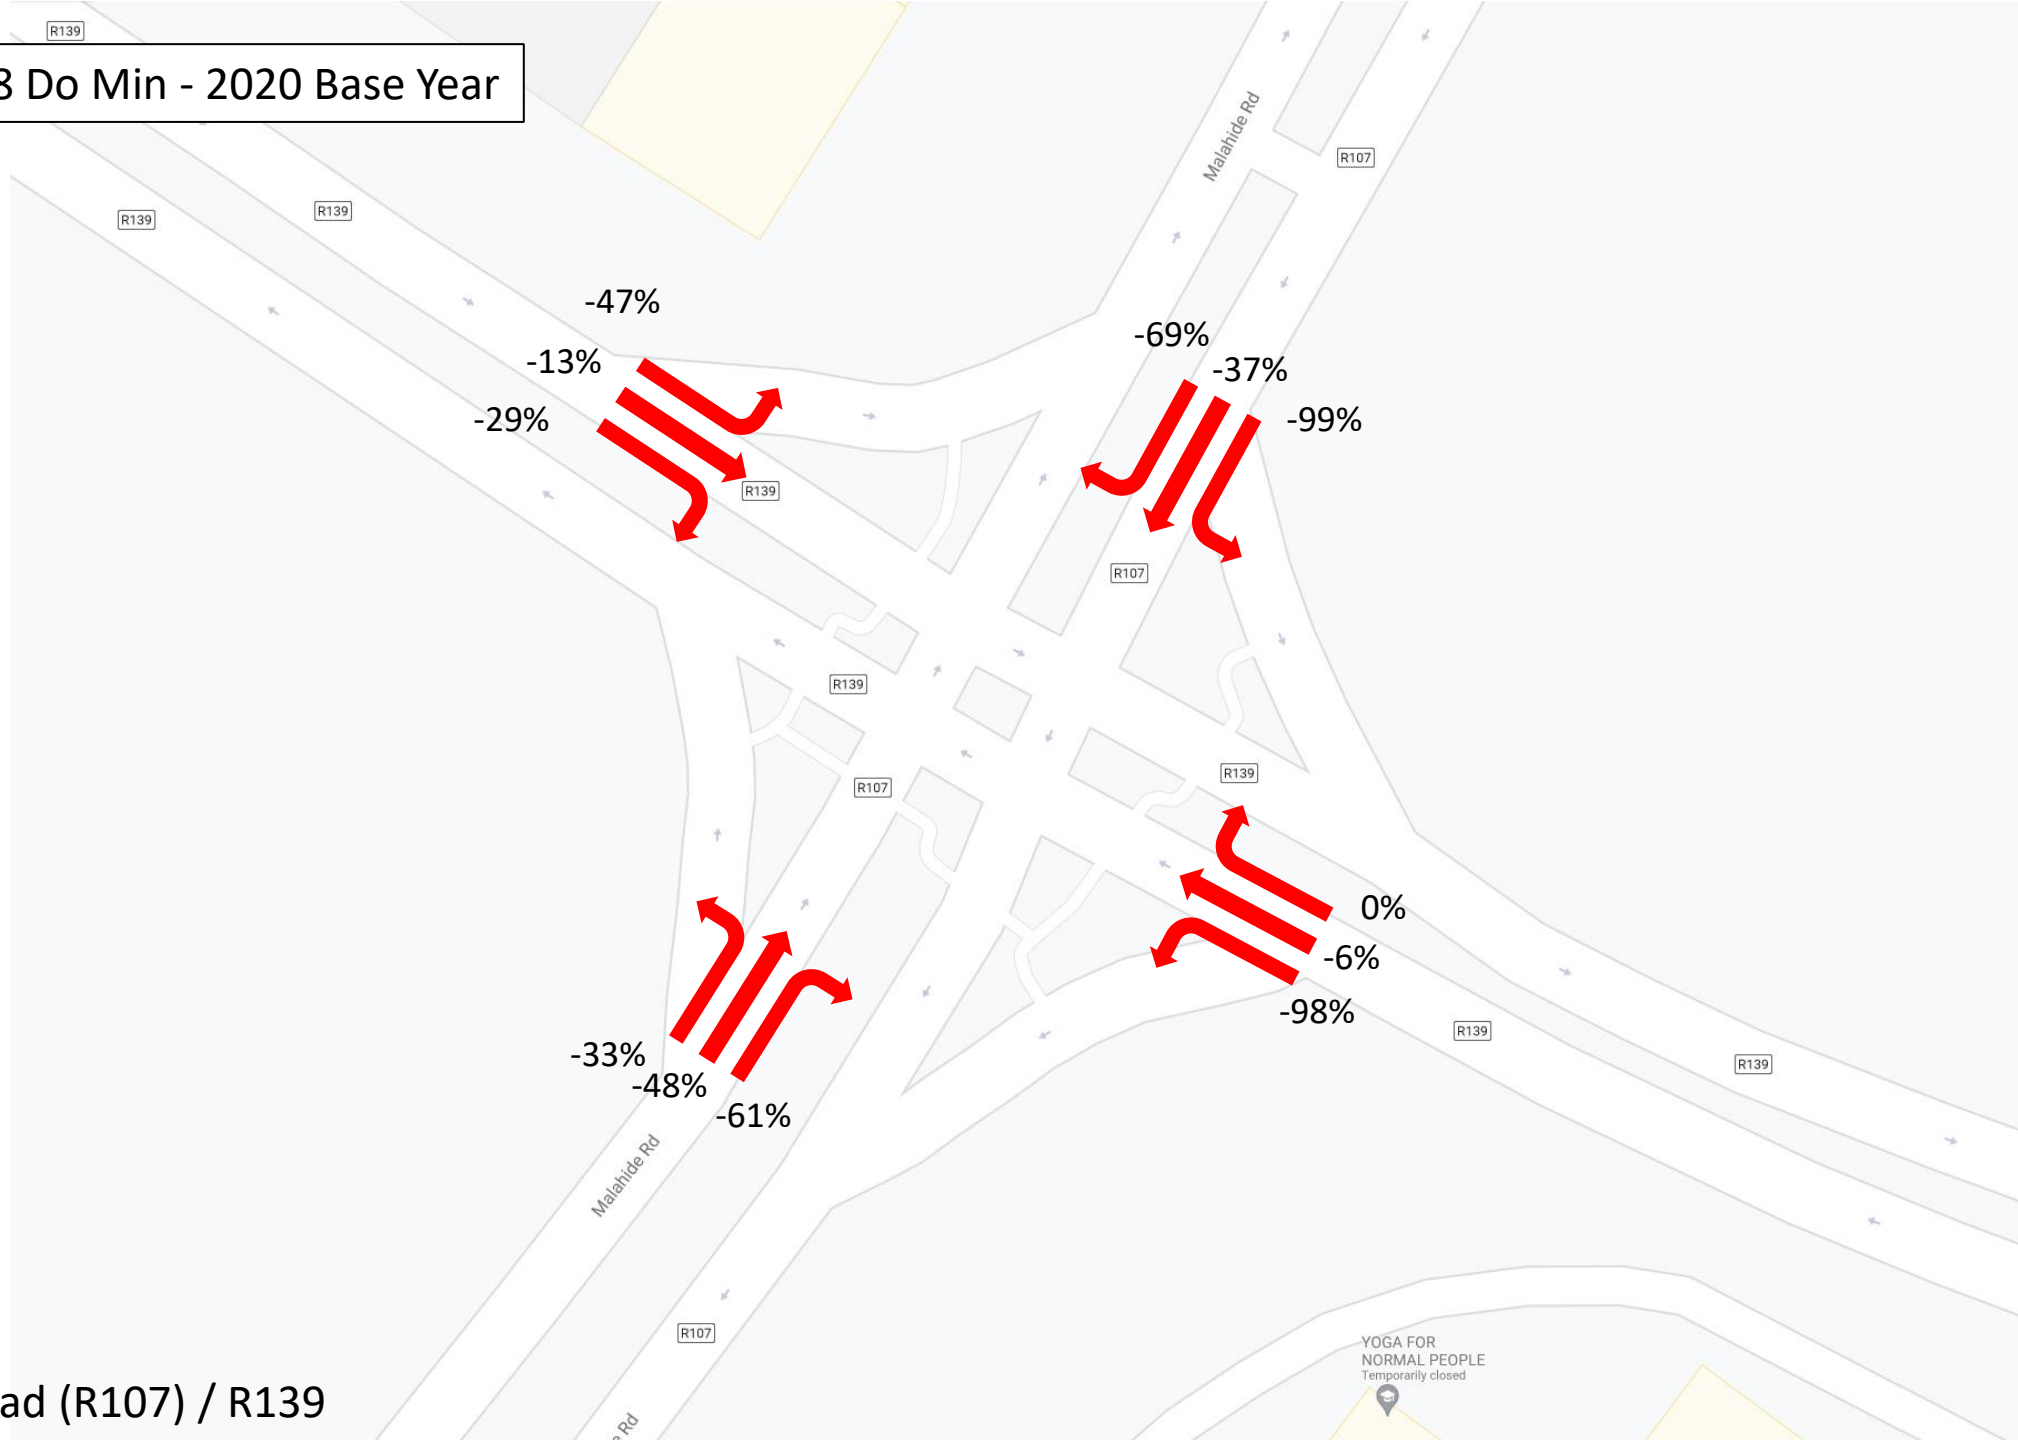 R139
8 Do Min - 2020 Base Year
Malahide Rd
R107
R139
R139
-47%
-69%
-13%
-37%
-29%
-99%
R139
R107
R139
R139
R107
0%
-6%
-98%
R139
-33%
-48%
R139
-61%
Malahide Rd
R107
YOGA FOR
NORMAL PEOPLE
Temporarily closed
ad (R107) / R139
e Rd